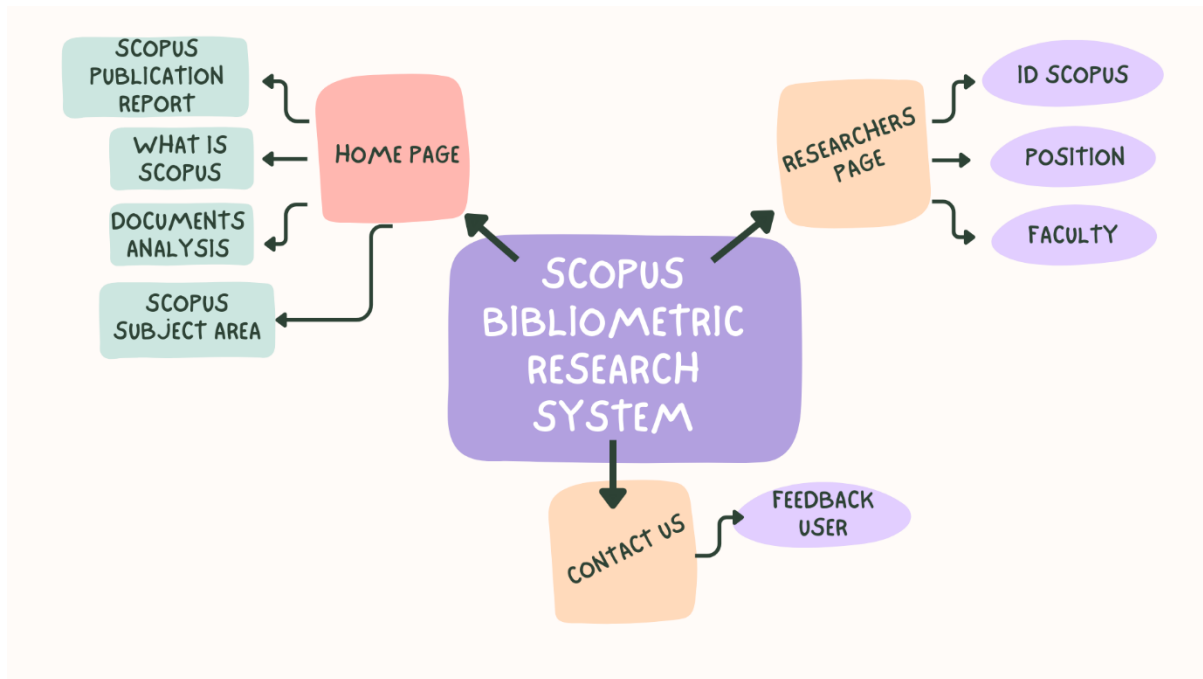 SCOPUS
PUBLICATION
REPORT
WHAT IS
SCOPUS
DOCUMENTS
ANALYSIS
SCOPUS
SUBJECT AREA
HOME PAGE
RESEARCHERS
PAGE
ID SCOPUS
POSITION
FACULTY
SCOPUS
BIBLIOMETRIC
RESEARCH
SYSTEM
CONTACT US
FEEDBACK
USER